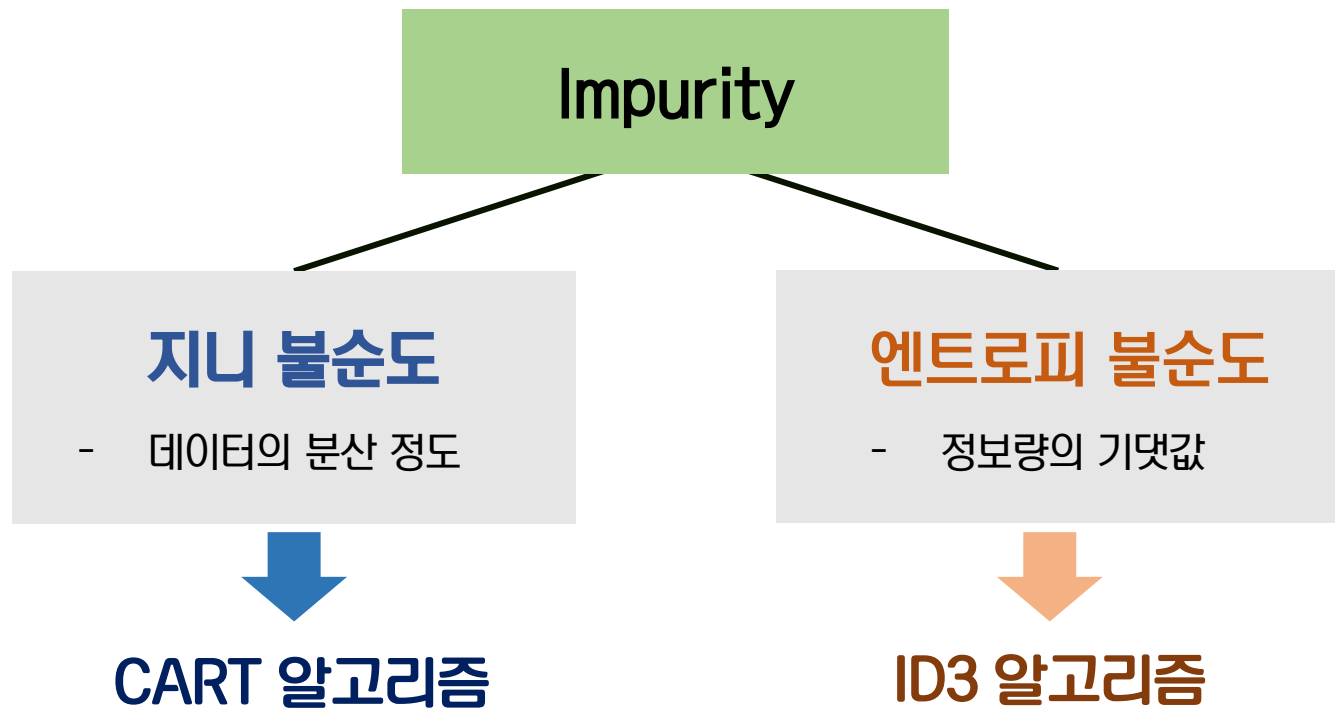 Impurity
지니 불순도
- 데이터의 분산 정도
CART 알고리즘
엔트로피 불순도
- 정보량의 기댓값
ID3 알고리즘